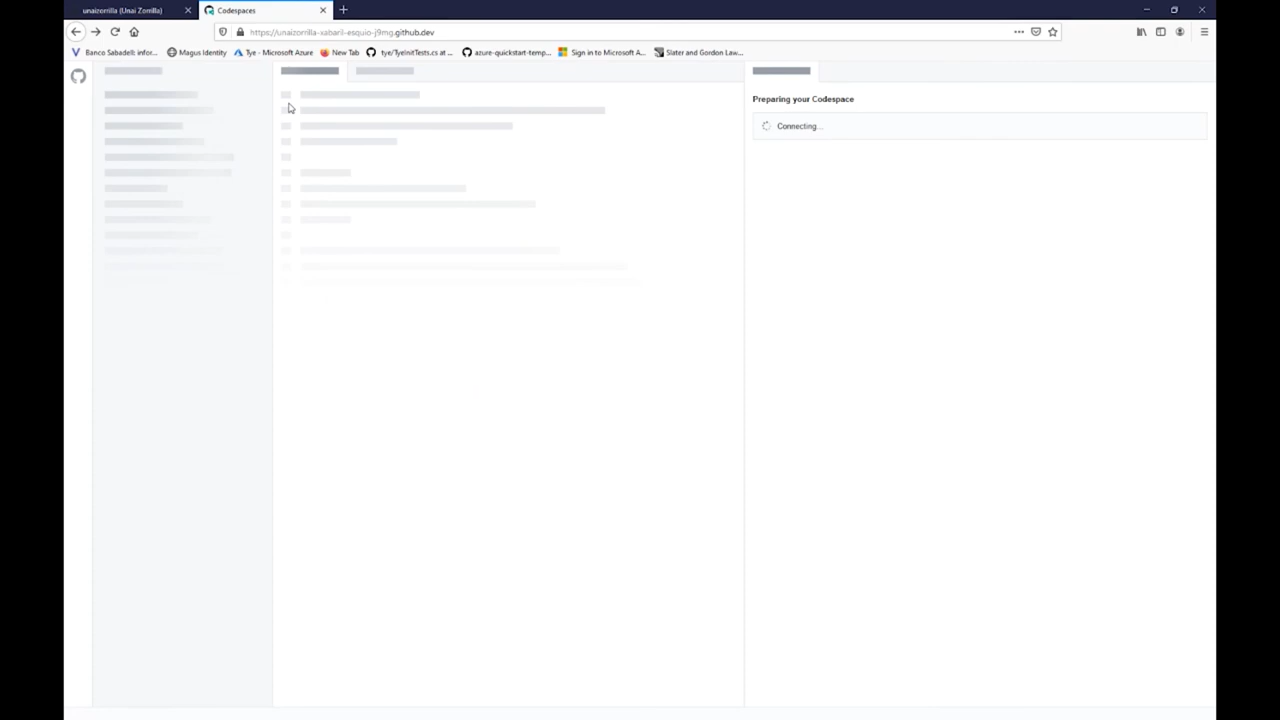 unaizorrilla (Unai Zorrilla)
Codespaces
https://unaizorrilla-xabaril-esquio-j9mg.github.dev
Banco Sabadell: infor...
Magus Identity
Tye - Microsoft Azure
New Tab
tye/TyeInitTests.cs at ...
azure-quickstart-temp...
Sign in to Microsoft A...
Slater and Gordon Law...
Preparing your Codespace
Connecting...